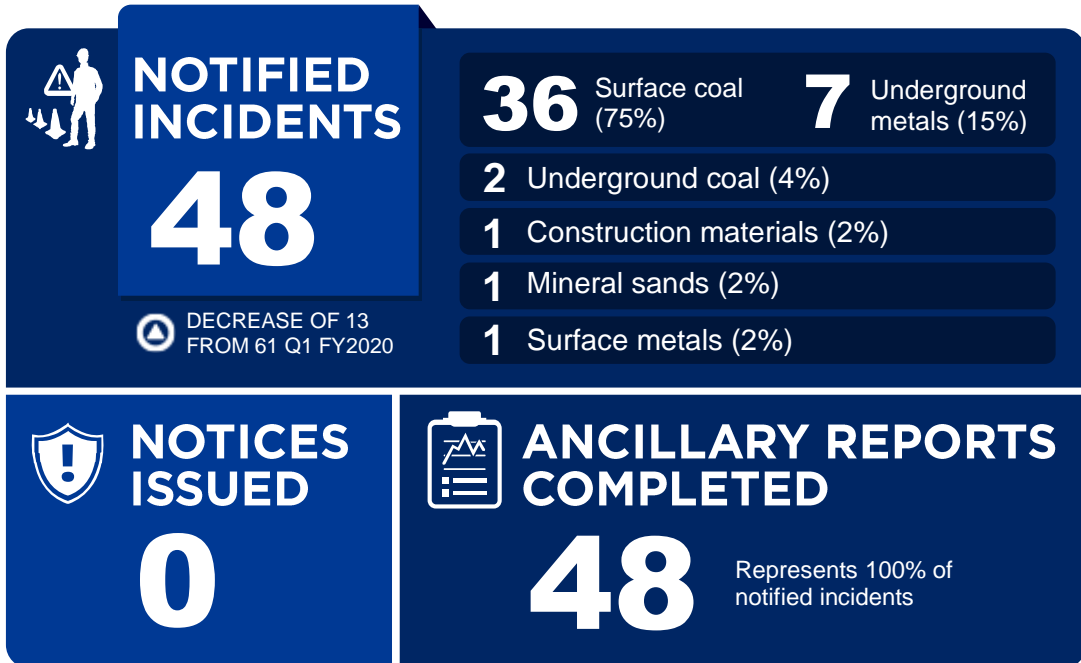 NOTIFIED
INCIDENTS
48
DECREASE OF 13
FROM 61 Q1 FY2020
36 Surface coal
(75%)
7 Underground
metals (15%)
2 Underground coal (4%)
1 Construction materials (2%)
1 Mineral sands (2%)
1 Surface metals (2%)
NOTICES
ISSUED
0
ANCILLARY REPORTS
COMPLETED
48
Represents 100% of
notified incidents